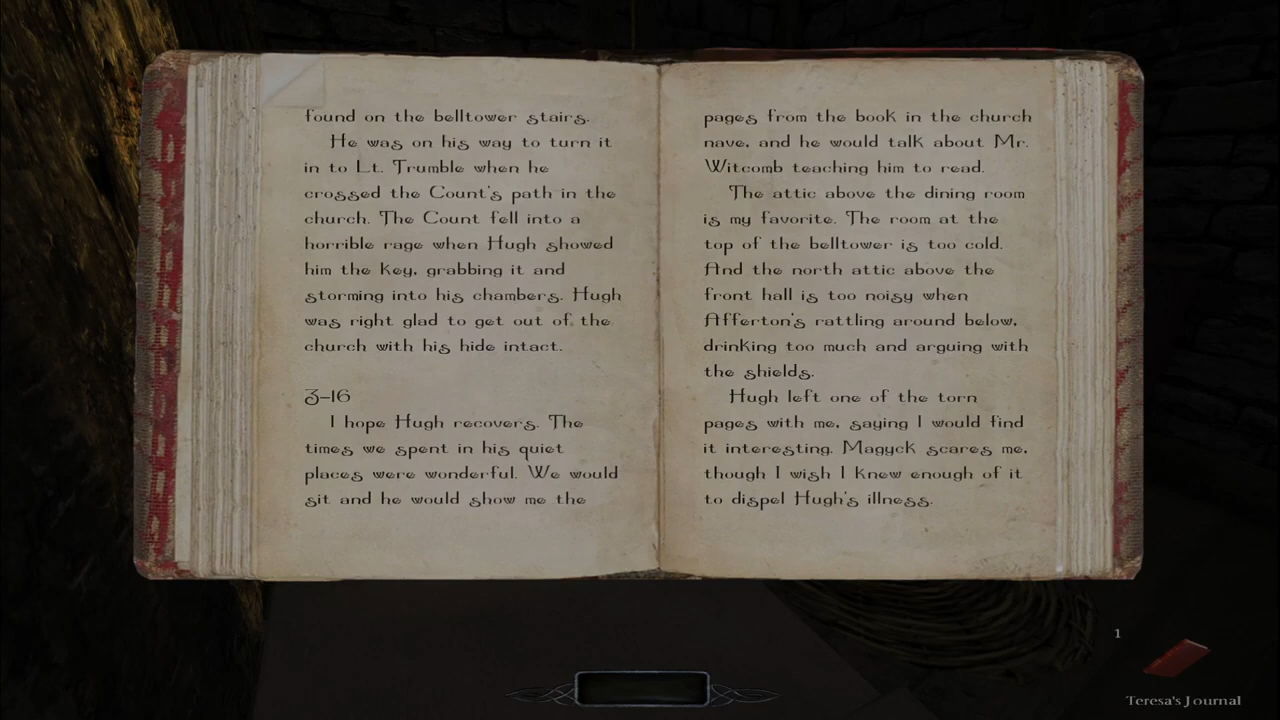 found on the belltower stairs.
He was on his way to turn it
in to Lt. Trumble when he
crossed the Count's path in the
church. The Count fell into a
horrible rage when Hugh showed
him the key, grabbing it and
storming into his chambers. Hugh
was right glad to get out of the
church with his hide intact.
3-16
I hope Hugh recovers. The
times we spent in his quiet
places were wonderful. We would
sit and he would show me the
pages from the book in the church
nave, and he would talk about Mr.
Witcomb teaching him to read.
The attic above the dining room
is my favorite. The room at the
top of the belltower is too cold.
And the north attic above the
front hall is too noisy when
Afferton's rattling around below,
drinking too much and arguing with
the shields.
Hugh left one of the torn
pages with me, saying I would find
it interesting. Magyck scares me,
though I wish I knew enough of it
to dispel Hugh's illness.
1
Teresa's Journal